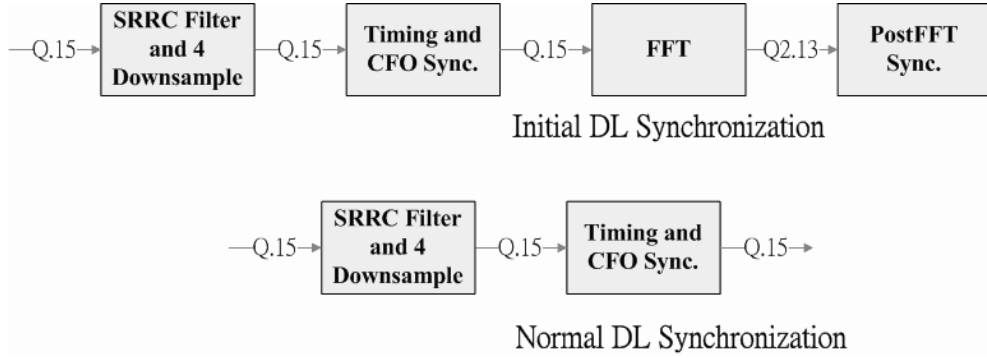 Q.15
SRRC Filter
and 4
Downsample
Q.15
Timing and
CFO Sync.
Q.15
FFT
Q2.13
PostFFT
Sync.
Initial DL Synchronization
Q.15
SRRC Filter
and 4
Downsample
Q.15
Timing and
CFO Sync.
Q.15
Normal DL Synchronization